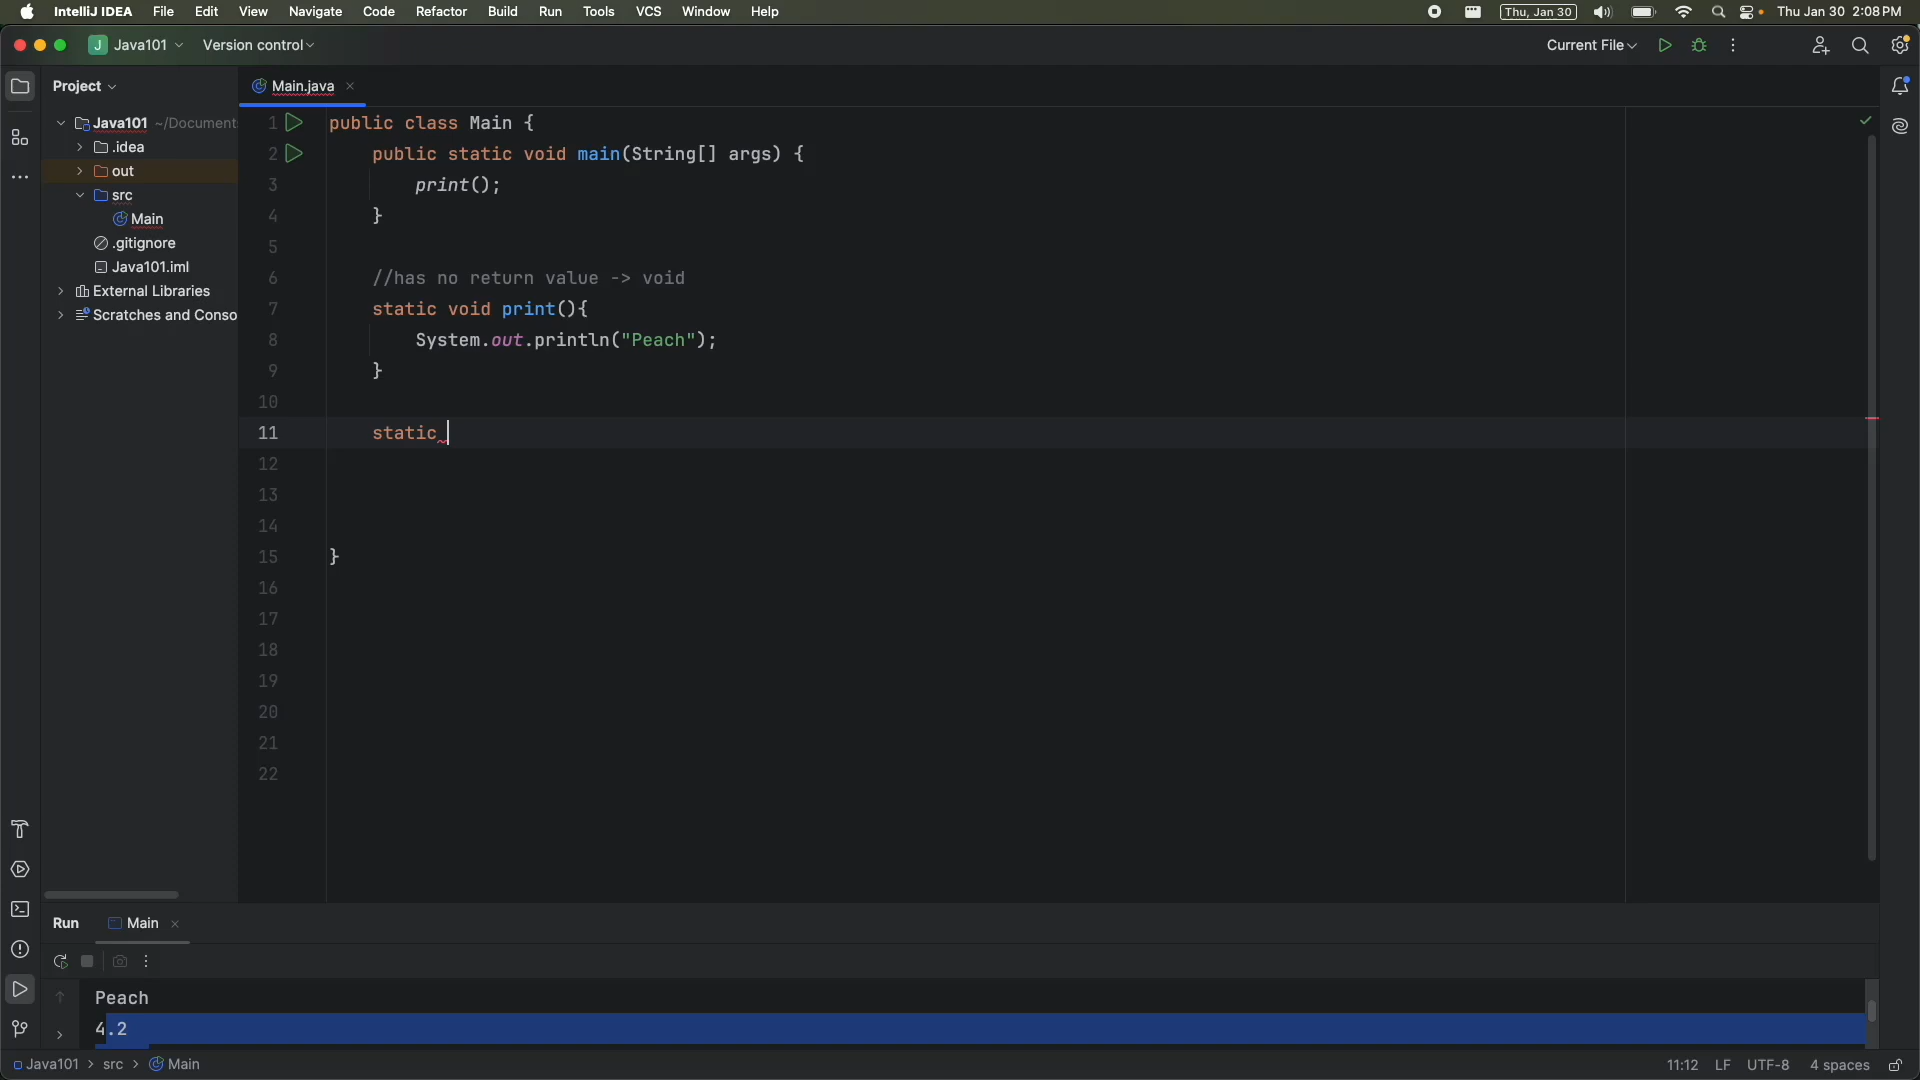 IntelliJ IDEA File Edit View Navigate Code Refactor Build Run Tools VCS Window Help Thu, Jan 30 Thu Jan 30 2:08 PM
J Java101 Version control Current File
Project Main.java
Java101 ~/Document
.idea
out
src
Main
.gitignore
Java101.iml
External Libraries
Scratches and Conso
1 public class Main {
2 public static void main(String[] args) {
3 print();
4 }
5
6 //has no return value -> void
7 static void print(){
8 System.out.println("Peach");
9 }
10
11 static
12
13
14
15 }
16
17
18
19
20
21
22
Run Main
Peach
4.2
Java101 > src > Main 11:12 LF UTF-8 4 spaces